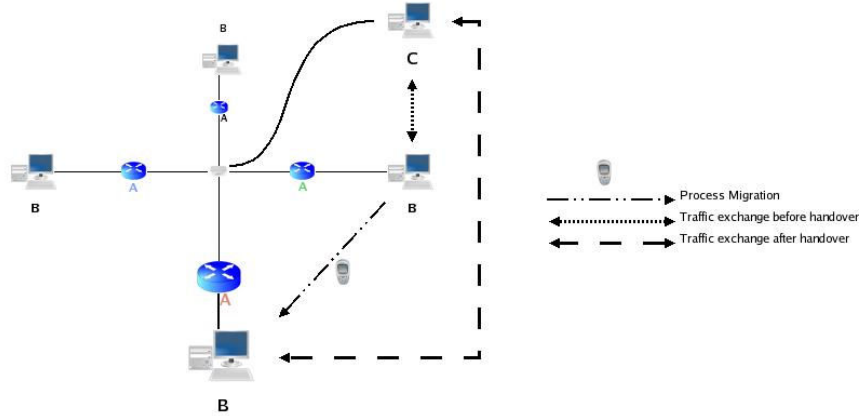 B
C
A
A
A
B
B
Process Migration
Traffic exchange before handover
Traffic exchange after handover
A
B